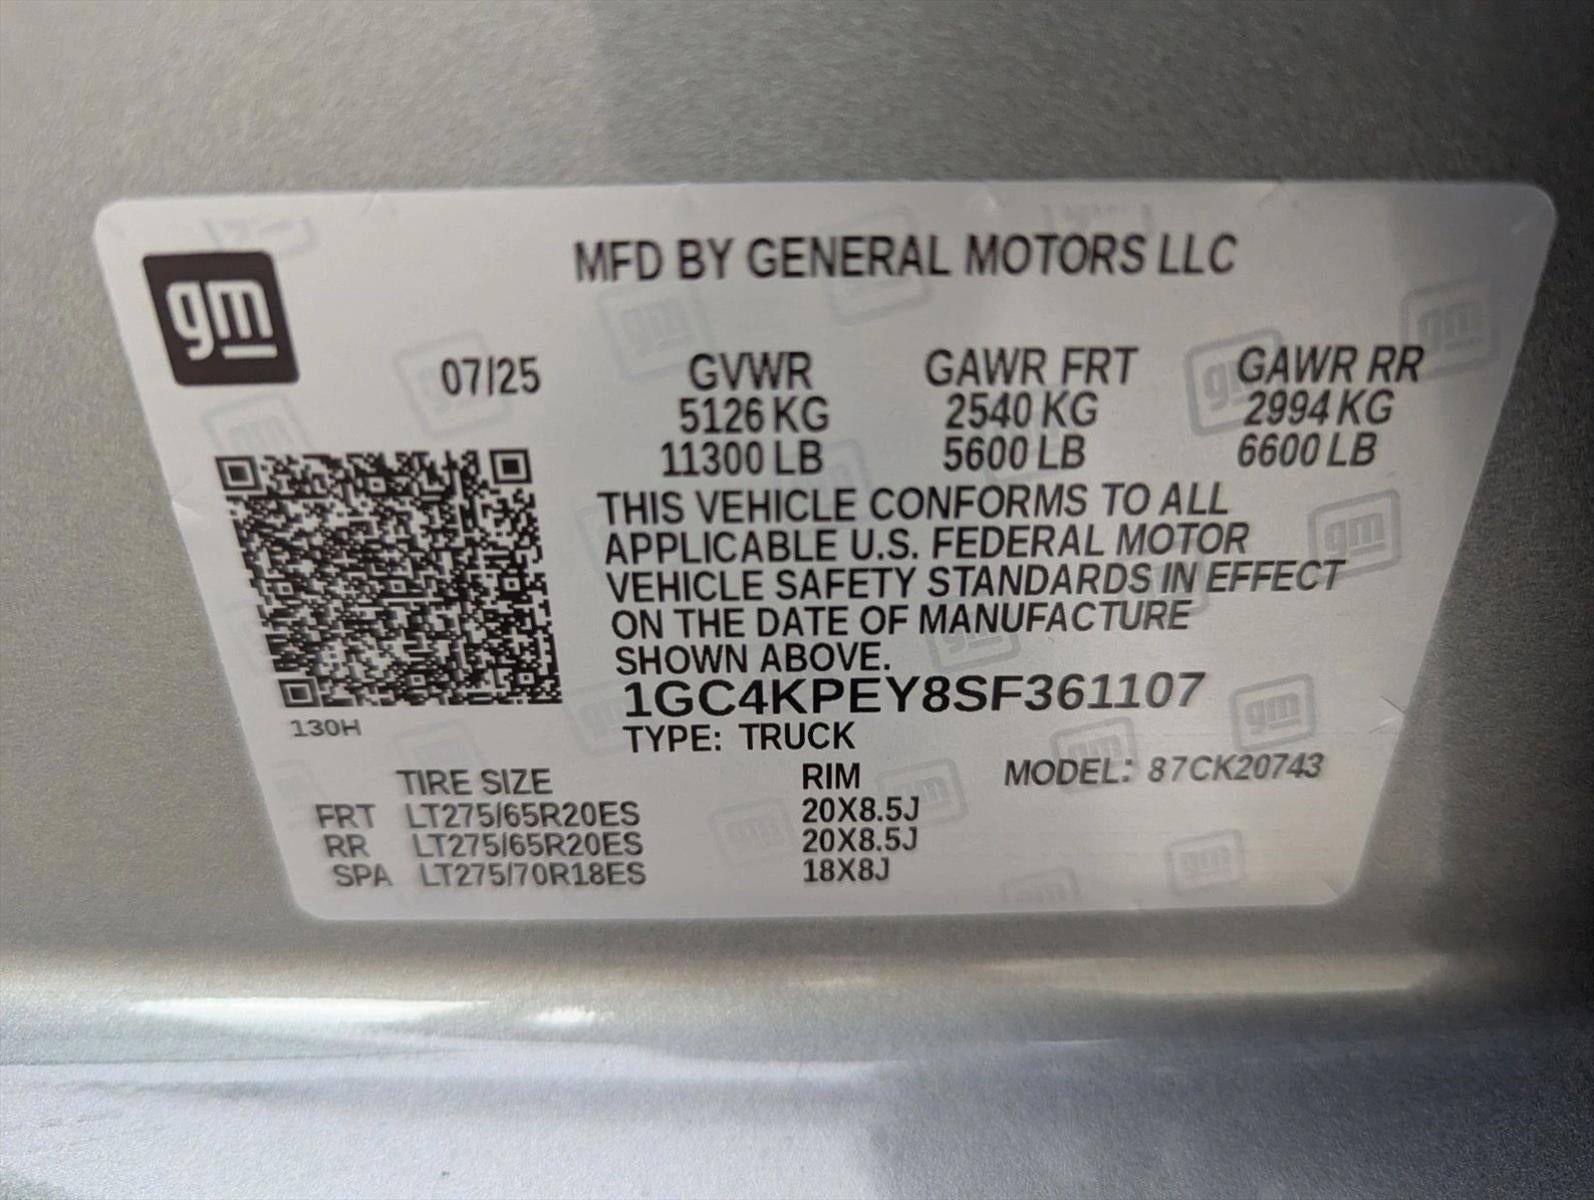 MFD BY GENERAL MOTORS LLC
gm
07/25 GVWR GAWR FRT GAWR RR
5126 KG 2540 KG 2994 KG
11300 LB 5600 LB 6600 LB
THIS VEHICLE CONFORMS TO ALL
APPLICABLE U.S. FEDERAL MOTOR
VEHICLE SAFETY STANDARDS IN EFFECT
ON THE DATE OF MANUFACTURE
SHOWN ABOVE.
1GC4KPEY8SF361107
130H
TYPE: TRUCK
TIRE SIZE RIM MODEL: 87CK20743
FRT LT275/65R20ES 20X8.5J
RR LT275/65R20ES 20X8.5J
SPA LT275/70R18ES 18X8J